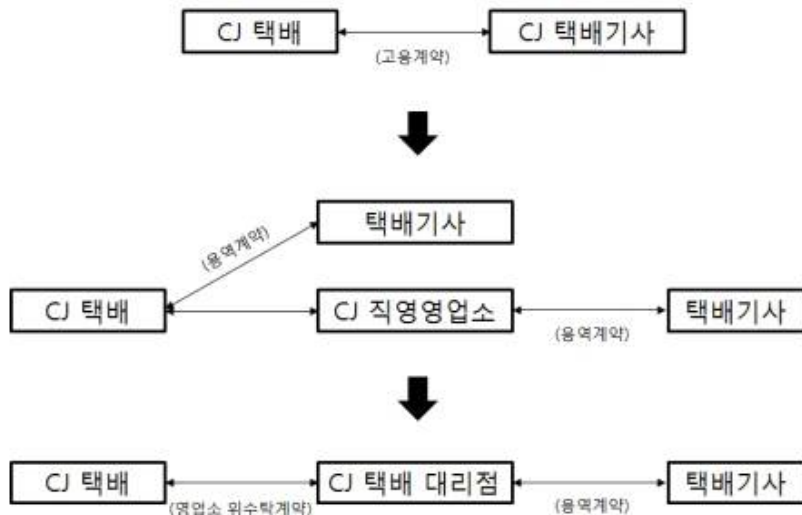 CJ 택배
CJ 택배기사
(고용계약)
택배기사
(용역계약)
CJ 택배
CJ 직영영업소
택배기사
(용역계약)
CJ 택배
CJ 택배 대리점
택배기사
(영업소 위수탁계약)
(용역계약)